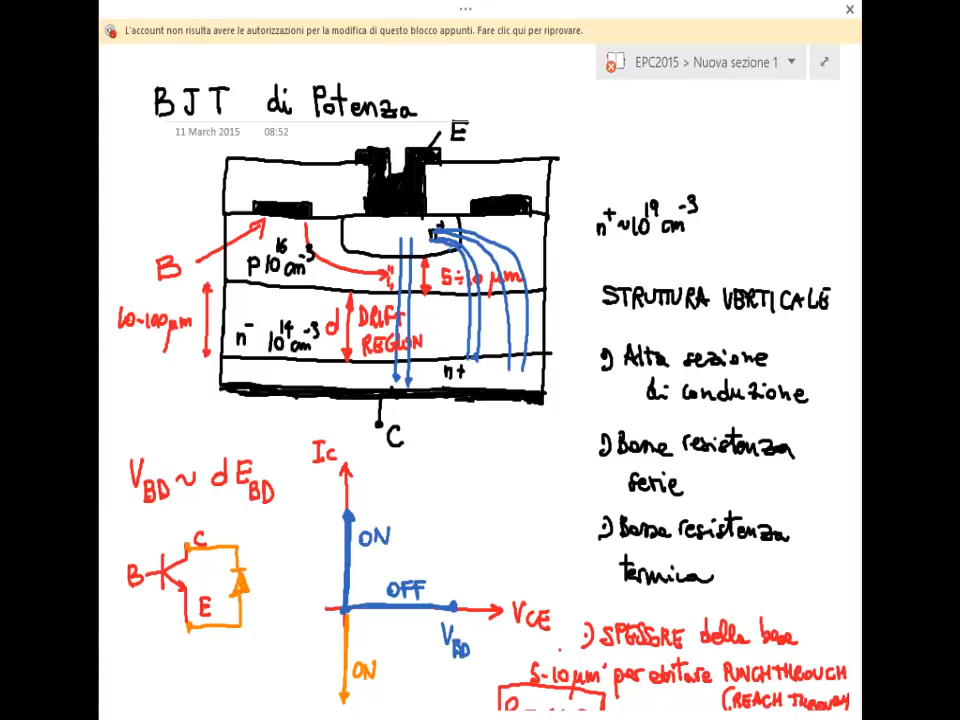 L'account non risulta avere le autorizzazioni per la modifica di questo blocco appunti. Fare clic qui per riprovare.
EPC2015 > Nuova sezione 1
BJT di Potenza
11 March 2015 08:52
E
n+
B
p 10^16 cm^-3
5÷10 µm
10-100µm
n^- 10^14 cm^-3
d
DRIFT
REGION
n+
C
n^+ ~10^19 cm^-3
STRUTTURA VERTICALE
·) Alta sezione
di conduzione
·) Bassa resistenza
serie
·) Bassa resistenza
termica
V_BD ~ d E_BD
C
B
E
Ic
ON
OFF
V_CE
V_BD
ON
·) SPESSORE della base
5-10µm per evitare PUNCHTHROUGH
(REACH THROUGH